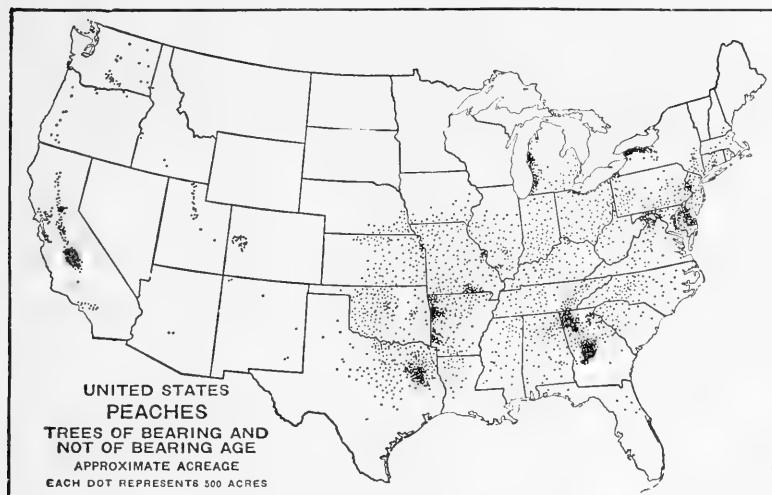 UNITED STATES
PEACHES
TREES OF BEARING AND
NOT OF BEARING AGE
APPROXIMATE ACREAGE
EACH DOT REPRESENTS 500 ACRES